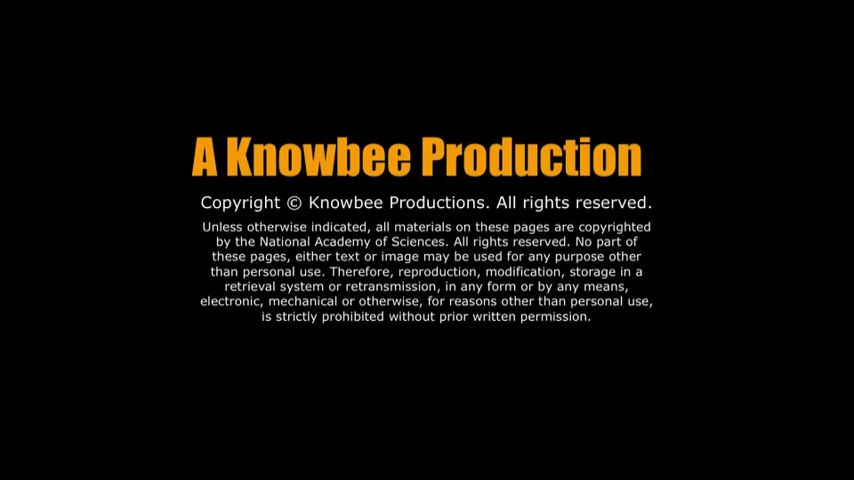 A Knowbee Production
Copyright © Knowbee Productions. All rights reserved.
Unless otherwise indicated, all materials on these pages are copyrighted
by the National Academy of Sciences. All rights reserved. No part of
these pages, either text or image may be used for any purpose other
than personal use. Therefore, reproduction, modification, storage in a
retrieval system or retransmission, in any form or by any means,
electronic, mechanical or otherwise, for reasons other than personal use,
is strictly prohibited without prior written permission.